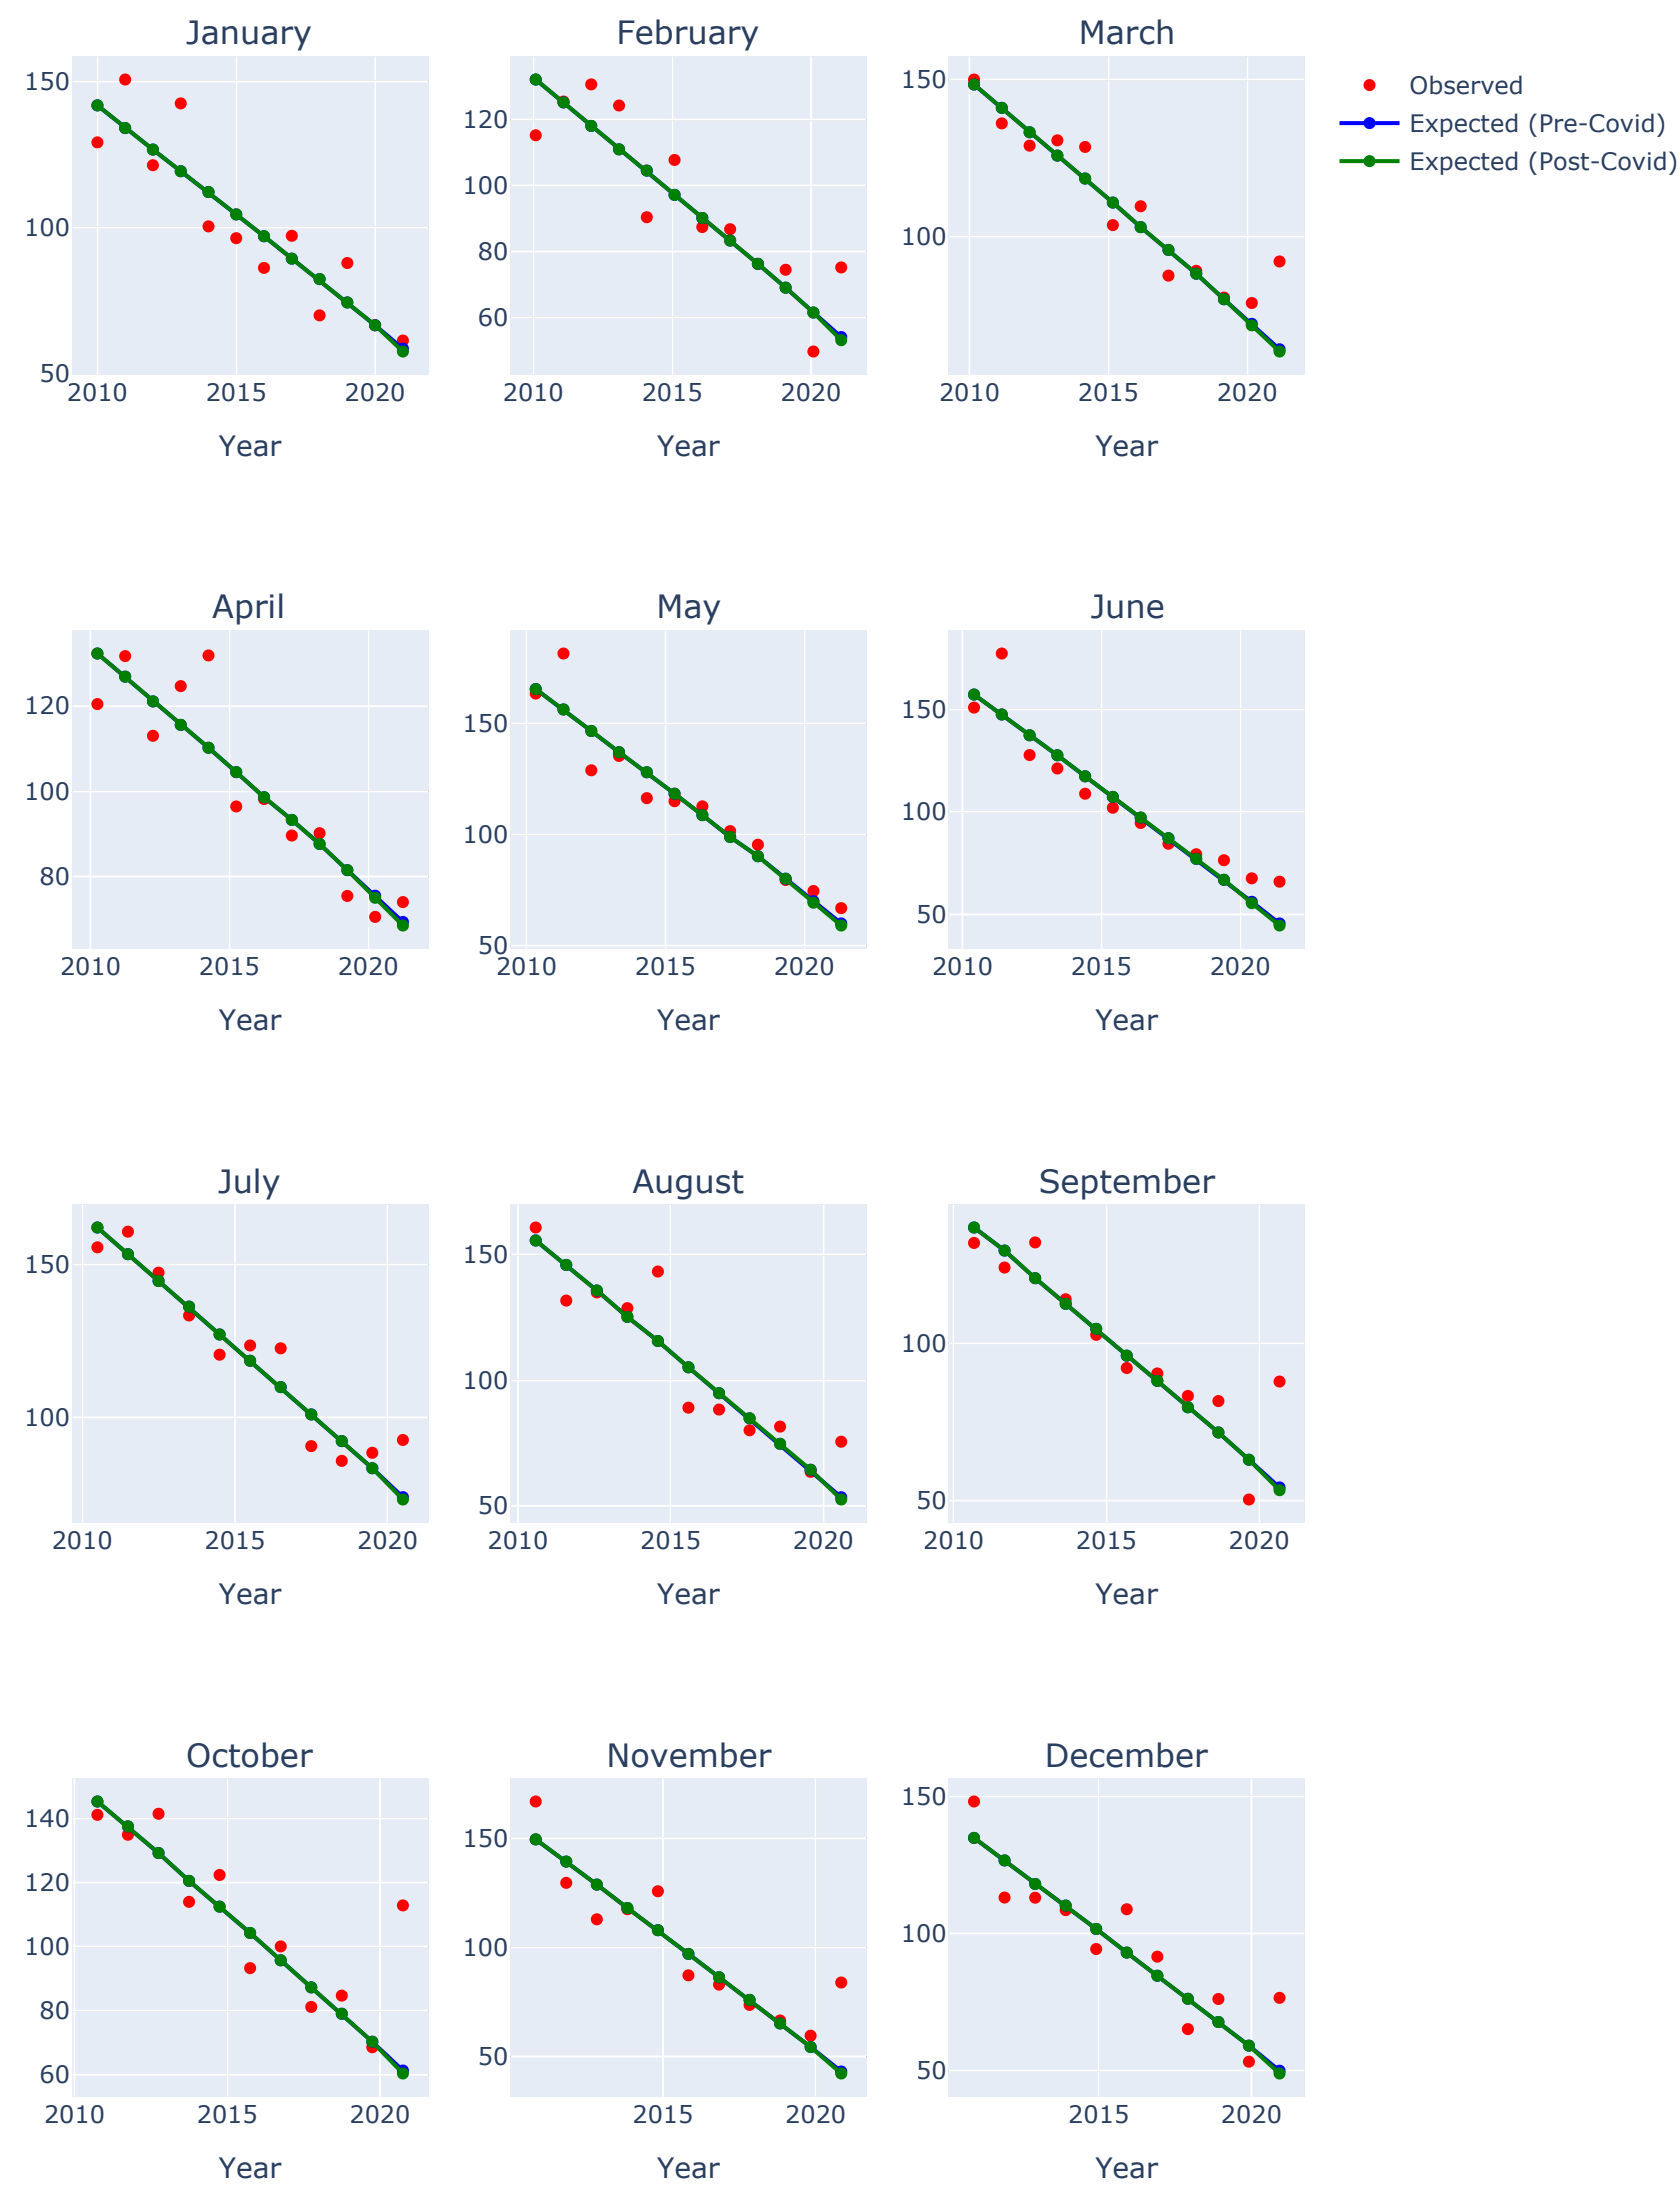 January
February
March
150
100
50
120
100
80
60
150
100
Observed
Expected (Pre-Covid)
Expected (Post-Covid)
2010 2015 2020
2010 2015 2020
2010 2015 2020
Year
Year
Year
April
May
June
120
100
80
150
100
50
150
100
50
2010 2015 2020
2010 2015 2020
2010 2015 2020
Year
Year
Year
July
August
September
150
100
150
100
50
100
50
2010 2015 2020
2010 2015 2020
2010 2015 2020
Year
Year
Year
October
November
December
140
120
100
80
60
150
100
50
150
100
50
2010 2015 2020
2015 2020
2015 2020
Year
Year
Year